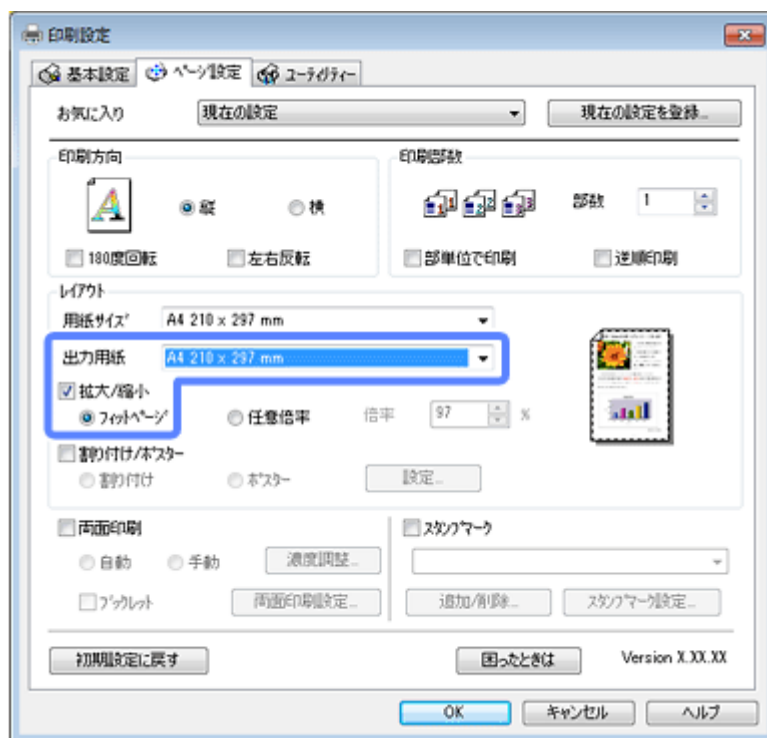 印刷設定
基本設定 ページ設定 ユーティリティー
お気に入り 現在の設定 現在の設定を登録...
印刷方向 印刷部数
縦 横 部数 1
180度回転 左右反転 部単位で印刷 逆順印刷
レイアウト
用紙サイズ A4 210 x 297 mm
出力用紙 A4 210 x 297 mm
拡大/縮小
フィットページ 任意倍率 倍率 97 %
割り付け/ポスター
割り付け ポスター 設定...
両面印刷 スタンプマーク
自動 手動 濃度調整...
ブックレット 両面印刷設定... 追加/削除... スタンプマーク設定...
初期設定に戻す 困ったときは Version X.XX.XX
OK キャンセル ヘルプ